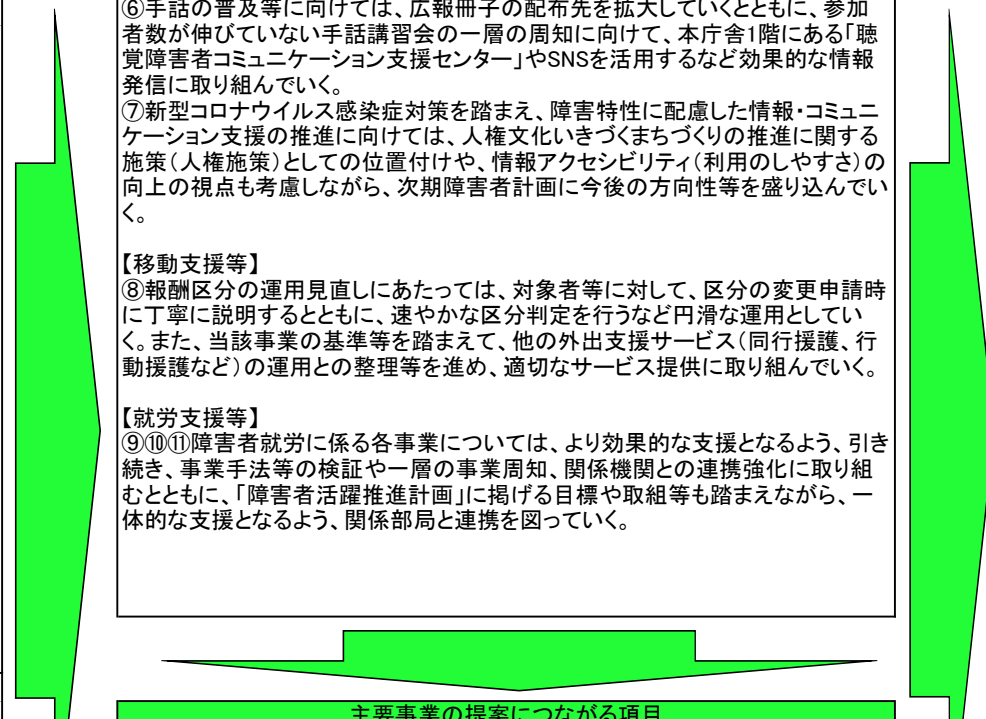 ⑥手話の普及等に向けては、広報冊子の配布先を拡大していくとともに、参加
者数が伸びていない手話講習会の一層の周知に向けて、本庁舎1階にある「聴
覚障害者コミュニケーション支援センター」やSNSを活用するなど効果的な情報
発信に取り組んでいく。
⑦新型コロナウイルス感染症対策を踏まえ、障害特性に配慮した情報・コミュニ
ケーション支援の推進に向けては、人権文化いきづくまちづくりの推進に関する
施策(人権施策)としての位置付けや、情報アクセシビリティ(利用のしやすさ)の
向上の視点も考慮しながら、次期障害者計画に今後の方向性等を盛り込んでい
く。
【移動支援等】
⑧報酬区分の運用見直しにあたっては、対象者等に対して、区分の変更申請時
に丁寧に説明するとともに、速やかな区分判定を行うなど円滑な運用としてい
く。また、当該事業の基準等を踏まえて、他の外出支援サービス(同行援護、行
動援護など)の運用との整理等を進め、適切なサービス提供に取り組んでいく。
【就労支援等】
⑨⑩⑪障害者就労に係る各事業については、より効果的な支援となるよう、引き
続き、事業手法等の検証や一層の事業周知、関係機関との連携強化に取り組
むとともに、「障害者活躍推進計画」に掲げる目標や取組等も踏まえながら、一
体的な支援となるよう、関係部局と連携を図っていく。
主要事業の提案につながる項目